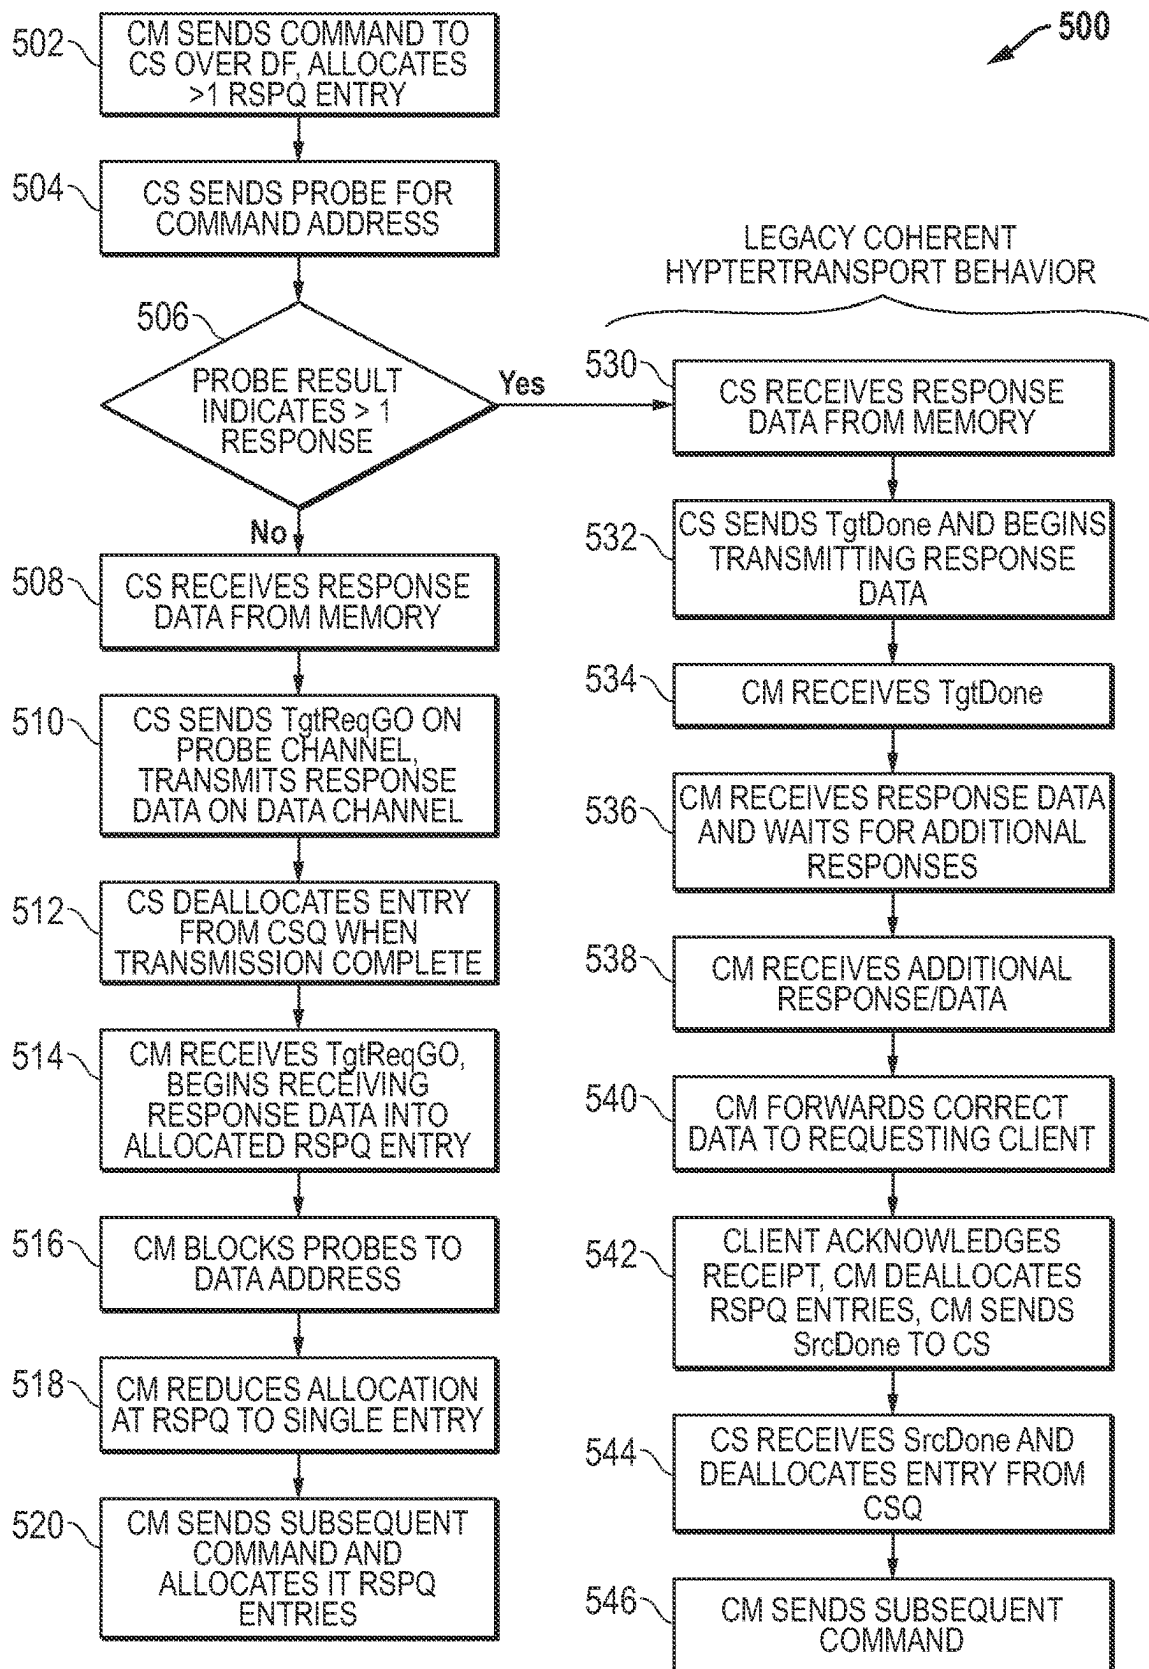 500
502
CM SENDS COMMAND TO
CS OVER DF, ALLOCATES
>1 RSPQ ENTRY
504
CS SENDS PROBE FOR
COMMAND ADDRESS
506
PROBE RESULT
INDICATES > 1
RESPONSE
Yes
No
508
CS RECEIVES RESPONSE
DATA FROM MEMORY
510
CS SENDS TgtReqGO ON
PROBE CHANNEL,
TRANSMITS RESPONSE
DATA ON DATA CHANNEL
512
CS DEALLOCATES ENTRY
FROM CSQ WHEN
TRANSMISSION COMPLETE
514
CM RECEIVES TgtReqGO,
BEGINS RECEIVING
RESPONSE DATA INTO
ALLOCATED RSPQ ENTRY
516
CM BLOCKS PROBES TO
DATA ADDRESS
518
CM REDUCES ALLOCATION
AT RSPQ TO SINGLE ENTRY
520
CM SENDS SUBSEQUENT
COMMAND AND
ALLOCATES IT RSPQ
ENTRIES
LEGACY COHERENT
HYPTERTRANSPORT BEHAVIOR
530
CS RECEIVES RESPONSE
DATA FROM MEMORY
532
CS SENDS TgtDone AND BEGINS
TRANSMITTING RESPONSE
DATA
534
CM RECEIVES TgtDone
536
CM RECEIVES RESPONSE DATA
AND WAITS FOR ADDITIONAL
RESPONSES
538
CM RECEIVES ADDITIONAL
RESPONSE/DATA
540
CM FORWARDS CORRECT
DATA TO REQUESTING CLIENT
542
CLIENT ACKNOWLEDGES
RECEIPT, CM DEALLOCATES
RSPQ ENTRIES, CM SENDS
SrcDone TO CS
544
CS RECEIVES SrcDone AND
DEALLOCATES ENTRY FROM
CSQ
546
CM SENDS SUBSEQUENT
COMMAND